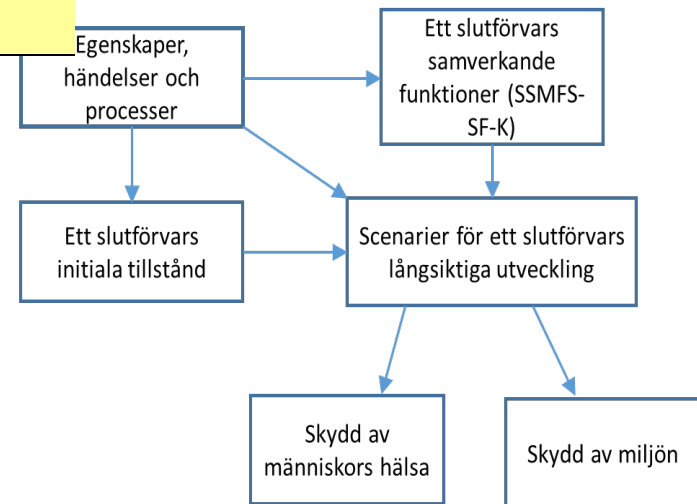 Egenskaper,
händelser och
processer
Ett slutförvars
samverkande
funktioner (SSMFS-
SF-K)
Ett slutförvars
initiala tillstånd
Scenarier för ett slutförvars
långsiktiga utveckling
Skydd av
människors hälsa
Skydd av miljön